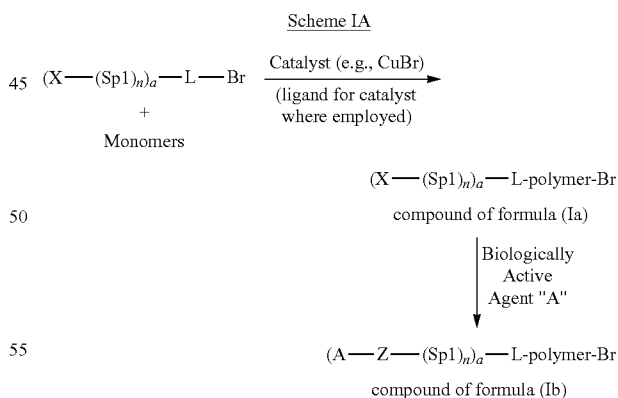 Scheme IA
45 (X—(Sp1)n)a—L—Br
+
Monomers
Catalyst (e.g., CuBr)
(ligand for catalyst
where employed)
50
(X—(Sp1)n)a—L-polymer-Br
compound of formula (Ia)
Biologically
Active
Agent "A"
55 (A—Z—(Sp1)n)a—L-polymer-Br
compound of formula (Ib)